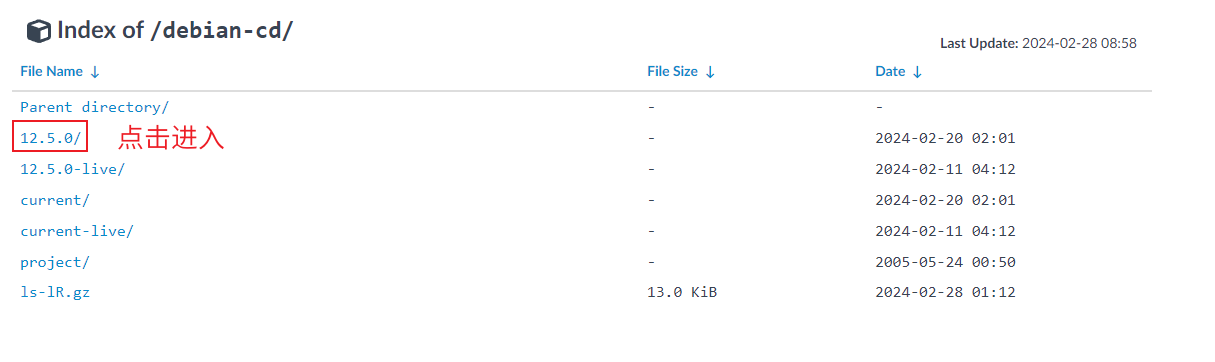 Index of /debian-cd/
Last Update: 2024-02-28 08:58
File Name ↓ File Size ↓ Date ↓
Parent directory/ - -
12.5.0/ 点击进入 - 2024-02-20 02:01
12.5.0-live/ - 2024-02-11 04:12
current/ - 2024-02-20 02:01
current-live/ - 2024-02-11 04:12
project/ - 2005-05-24 00:50
ls-lR.gz 13.0 KiB 2024-02-28 01:12